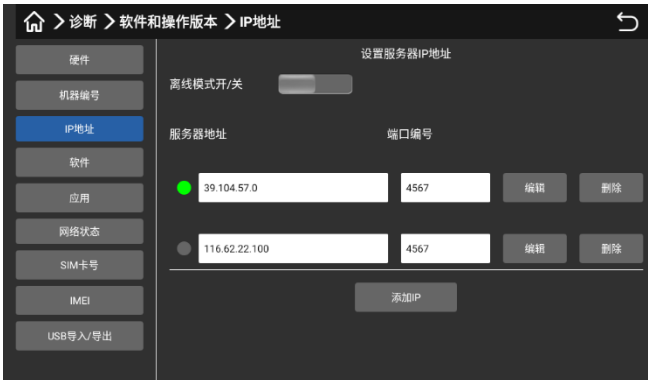 诊断 软件和操作版本 IP地址
硬件
机器编号
IP地址
软件
应用
网络状态
SIM卡号
IMEI
USB导入/导出
设置服务器IP地址
离线模式开/关
服务器地址 端口编号
39.104.57.0 4567 编辑 删除
116.62.22.100 4567 编辑 删除
添加IP